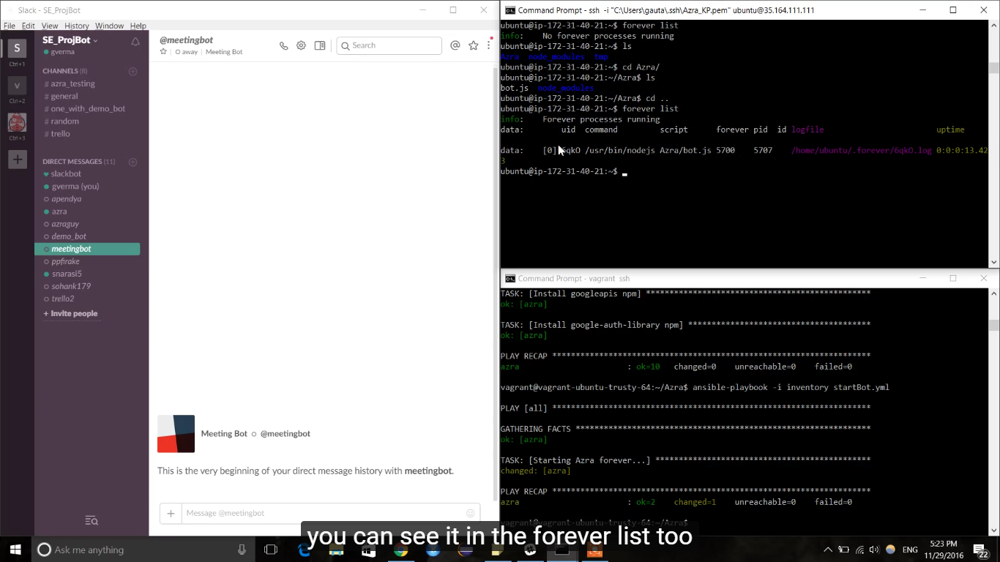 Slack - SE_ProjBot
File Edit View History Window Help
S
Ctrl+1
v
Ctrl+2
Ctrl+3
SE_ProjBot
gverma
CHANNELS (8)
# azra_testing
# general
# one_with_demo_bot
# random
# trello
DIRECT MESSAGES (11)
slackbot
gverma (you)
apendya
azra
azraguy
demo_bot
meetingbot
ppfirake
snarasi5
sohank179
trello2
+ Invite people
@meetingbot
away | Meeting Bot
Search
Meeting Bot @meetingbot
This is the very beginning of your direct message history with meetingbot.
Message @meetingbot
Command Prompt - ssh -i "C:\Users\gauta\.ssh\Azra_KP.pem" ubuntu@35.164.111.111
ubuntu@ip-172-31-40-21:~$ forever list
info: No forever processes running
ubuntu@ip-172-31-40-21:~$ ls
Azra node_modules tmp
ubuntu@ip-172-31-40-21:~$ cd Azra/
ubuntu@ip-172-31-40-21:~/Azra$ ls
bot.js node_modules
ubuntu@ip-172-31-40-21:~/Azra$ cd ..
ubuntu@ip-172-31-40-21:~$ forever list
info: Forever processes running
data: uid command script forever pid id logfile uptime
data: [0] 6qkO /usr/bin/nodejs Azra/bot.js 5700 5707 /home/ubuntu/.forever/6qkO.log 0:0:0:13.42
3
ubuntu@ip-172-31-40-21:~$
Command Prompt - vagrant ssh
TASK: [Install googleapis npm] ********************************************
ok: [azra]
TASK: [Install google-auth-library npm] ***********************************
ok: [azra]
PLAY RECAP ****************************************************************
azra : ok=10 changed=0 unreachable=0 failed=0
vagrant@vagrant-ubuntu-trusty-64:~/Azra$ ansible-playbook -i inventory startBot.yml
PLAY [all] ****************************************************************
GATHERING FACTS ***********************************************************
ok: [azra]
TASK: [Starting Azra forever...] ******************************************
changed: [azra]
PLAY RECAP ****************************************************************
azra : ok=2 changed=1 unreachable=0 failed=0
vagrant@vagrant-ubuntu-trusty-64:~/Azra$
you can see it in the forever list too
Ask me anything
ENG
5:23 PM
11/29/2016
22